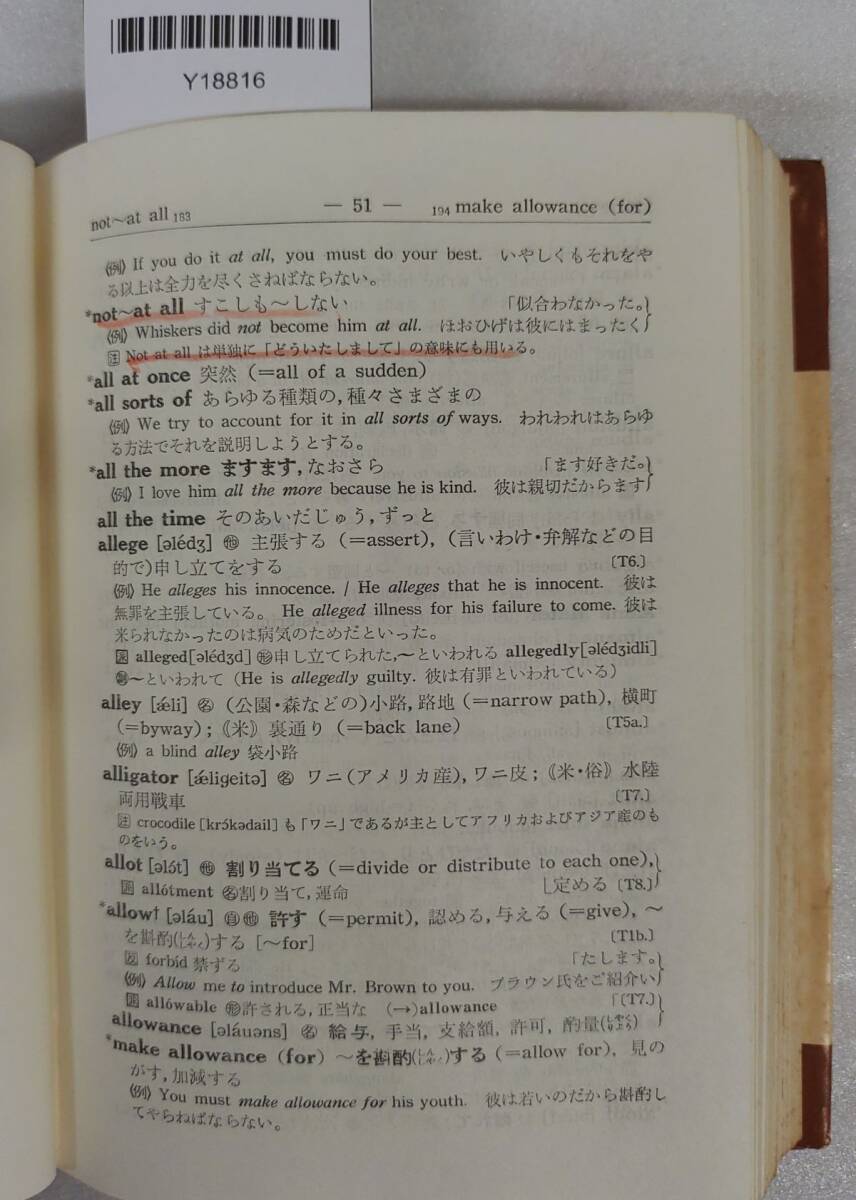 Y18816
not~at all 183
— 51 —
194 make allowance (for)
《例》 If you do it at all, you must do your best. いやしくもそれをや
る以上は全力を尽くさねばならない。
*not~at all すこしも~しない 「似合わなかった。
《例》 Whiskers did not become him at all. ほおひげは彼にはまったく
注 Not at all は単独に「どういたしまして」の意味にも用いる。
*all at once 突然 (=all of a sudden)
*all sorts of あらゆる種類の, 種々さまざまの
《例》 We try to account for it in all sorts of ways. われわれはあらゆ
る方法でそれを説明しようとする。
*all the more ますます, なおさら 「ます好きだ。
《例》 I love him all the more because he is kind. 彼は親切だからます
all the time そのあいだじゅう, ずっと
allege [əlédʒ] 他 主張する (=assert), (言いわけ・弁解などの目
的で)申し立てをする 〔T6.〕
《例》 He alleges his innocence. / He alleges that he is innocent. 彼は
無罪を主張している。 He alleged illness for his failure to come. 彼は
来られなかったのは病気のためだといった。
派 alleged [əlédʒd] 形申し立てられた, ~といわれる allegedly [əlédʒidli]
副~といわれて (He is allegedly guilty. 彼は有罪といわれている)
alley [ǽli] 名 (公園・森などの)小路, 路地 (=narrow path), 横町
(=byway) ; 《米》 裏通り (=back lane) 〔T5a.〕
《例》 a blind alley 袋小路
alligator [ǽligeitə] 名 ワニ(アメリカ産), ワニ皮 ; 《米・俗》 水陸
両用戦車 〔T7.〕
注 crocodile [krɔ́kədail] も「ワニ」であるが主としてアフリカおよびアジア産のも
のをいう。
allot [əlɔ́t] 他 割り当てる (=divide or distribute to each one),
派 allótment 名割り当て, 運命 定める 〔T8.〕
*allow† [əláu] 自 他 許す (=permit), 認める, 与える (=give), ~
を斟酌(しんしゃく)する [~for] 〔T1b.〕
反 forbid 禁ずる 「たします。
《例》 Allow me to introduce Mr. Brown to you. ブラウン氏をご紹介い
派 allówable 形許される, 正当な (→)allowance 「〔T7.〕
allowance [əláuəns] 名 給与, 手当, 支給額, 許可, 酌量(しゃくりょう)
*make allowance (for) ~を斟酌(しんしゃく)する (=allow for), 見の
がす, 加減する
《例》 You must make allowance for his youth. 彼は若いのだから斟酌し
てやらねばならない。